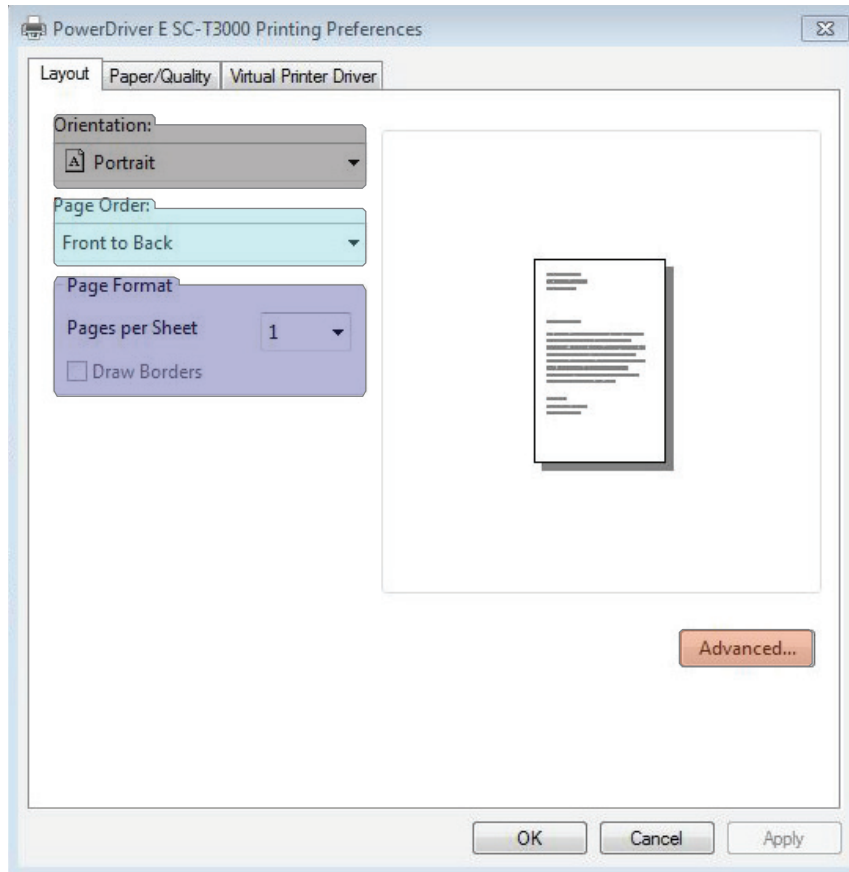 PowerDriver E SC-T3000 Printing Preferences
Layout Paper/Quality Virtual Printer Driver
Orientation:
A Portrait
Page Order:
Front to Back
Page Format
Pages per Sheet 1
Draw Borders
Advanced...
OK Cancel Apply